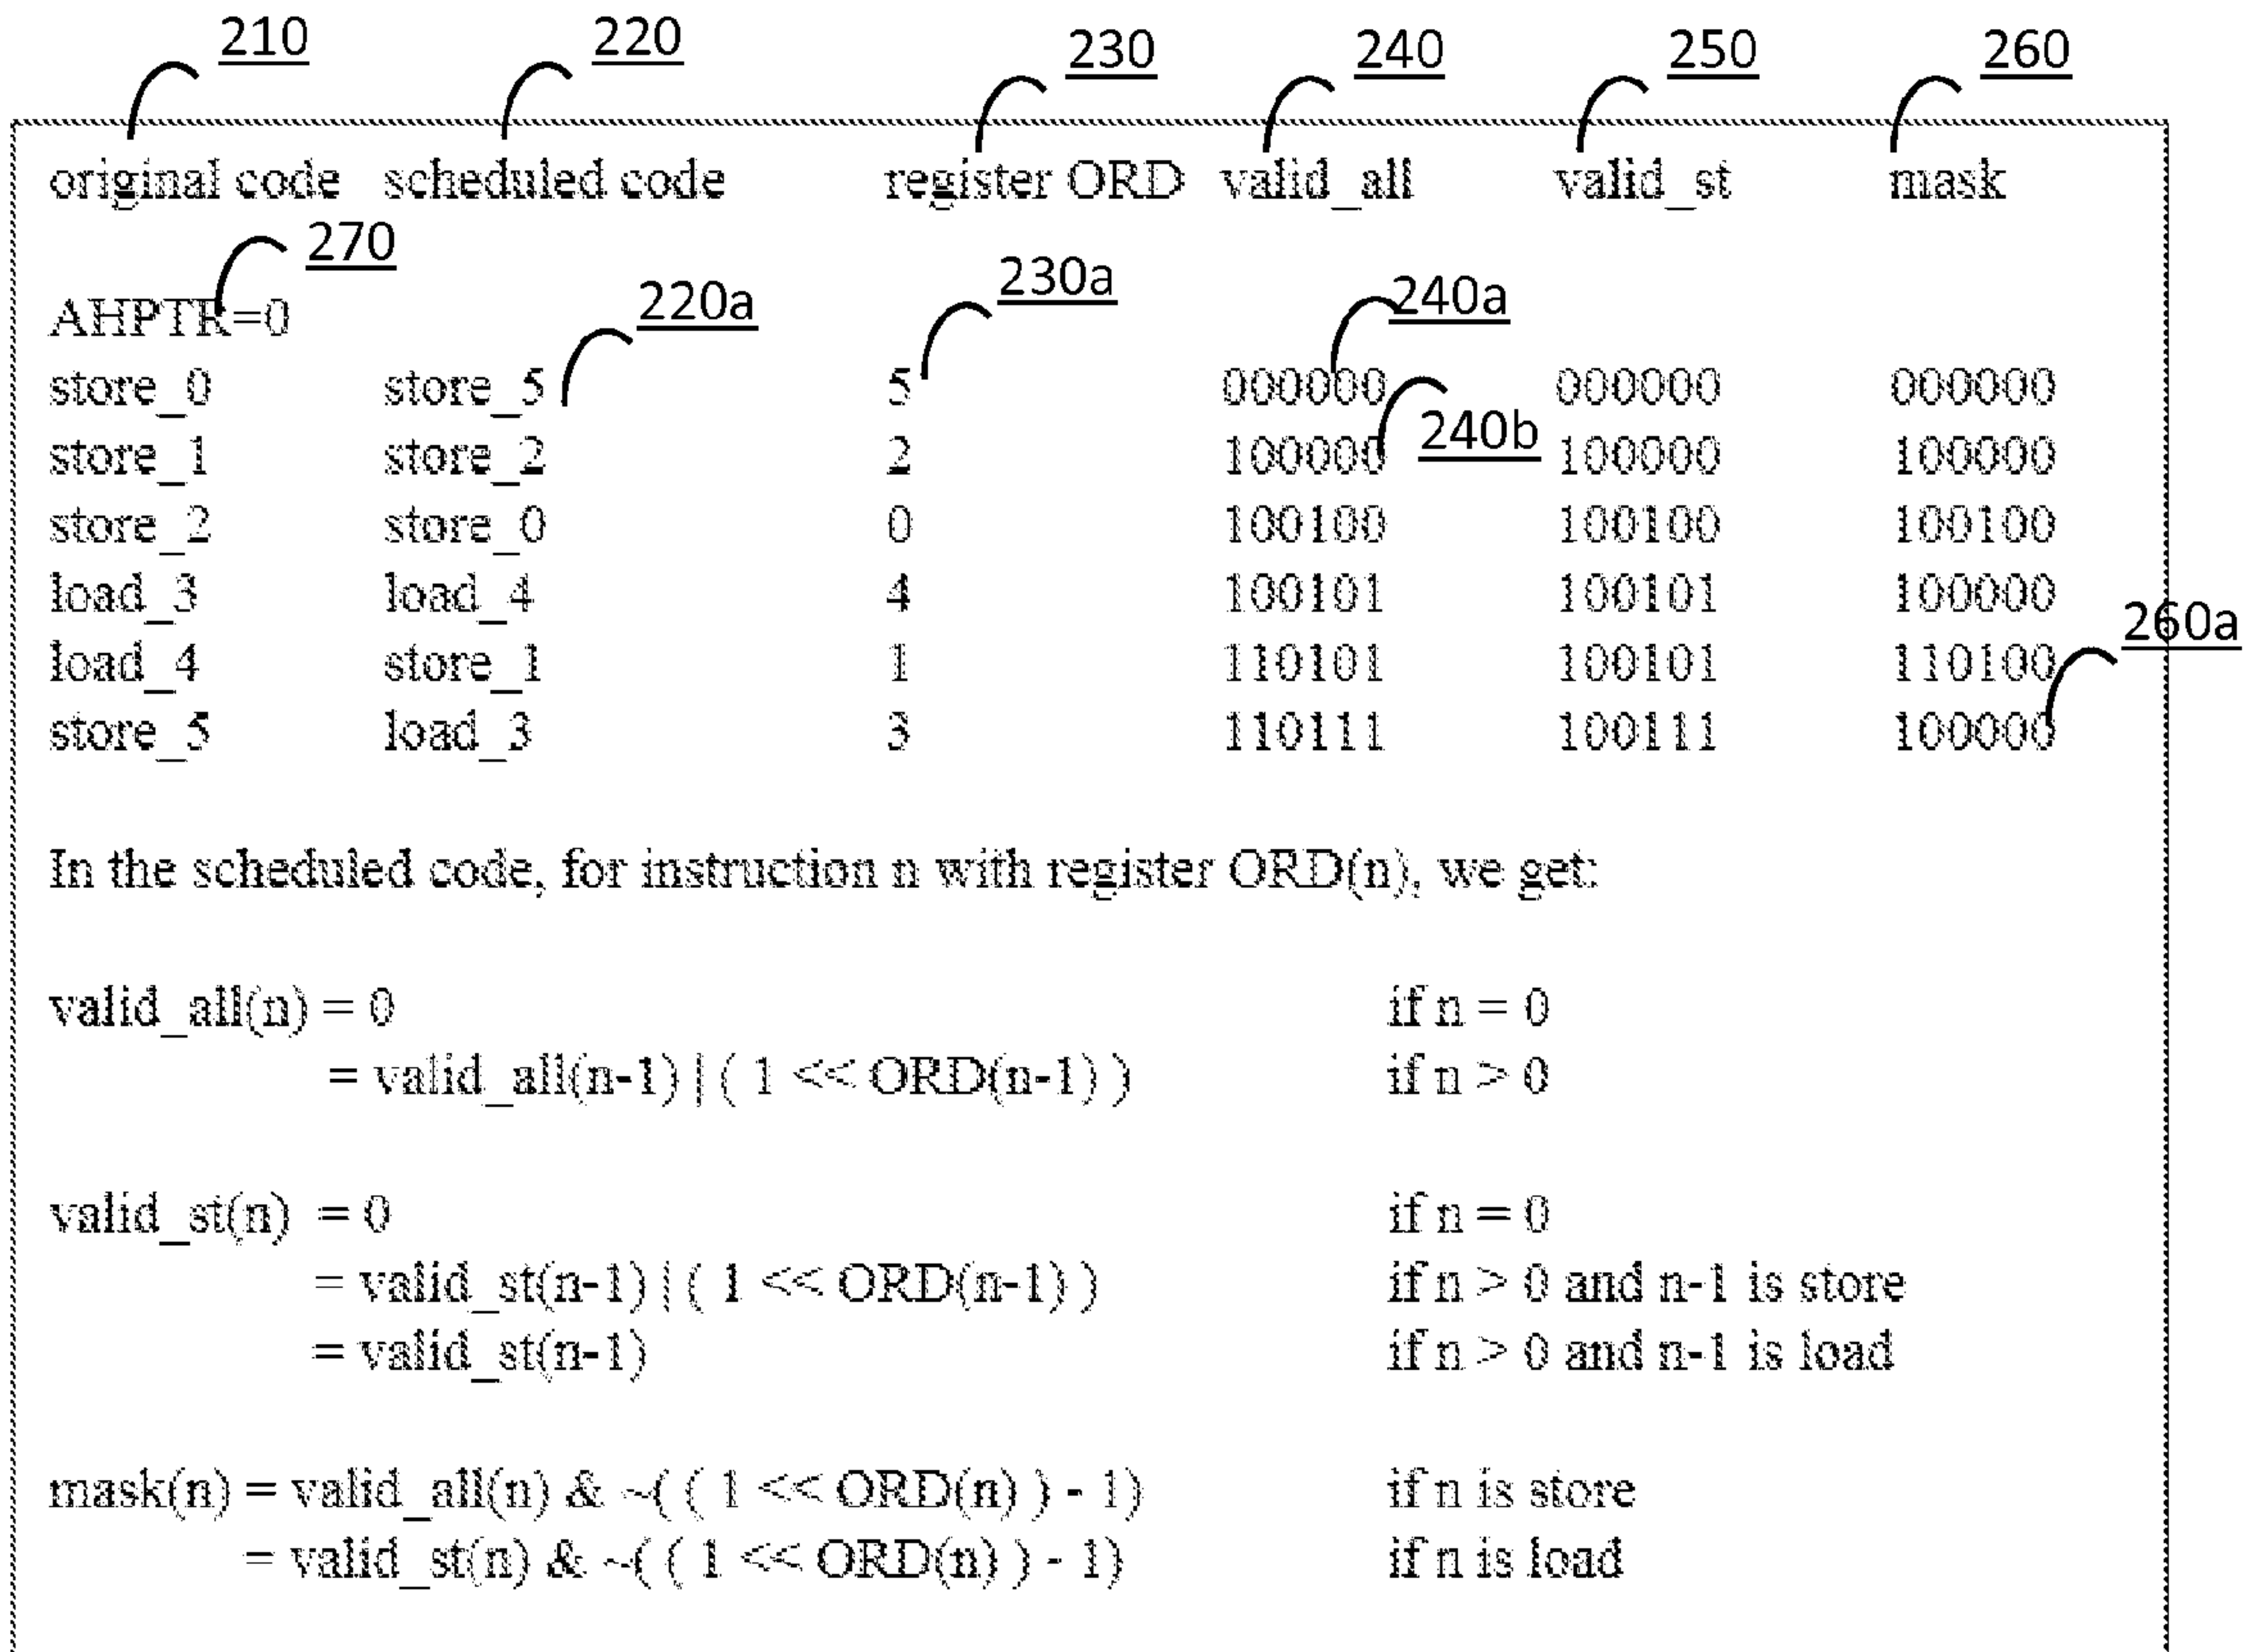 210 220 230 240 250 260
original code scheduled code register ORD valid_all valid_st mask
270
AHPTR=0 220a 230a 240a
store_0 store_5 5 000000 000000 000000
240b
store_1 store_2 2 100000 100000 100000
store_2 store_0 0 100100 100100 100100
load_3 load_4 4 100101 100101 100000
260a
load_4 store_1 1 110101 100101 110100
store_5 load_3 3 110111 100111 100000
In the scheduled code, for instruction n with register ORD(n), we get:
valid_all(n) = 0 if n = 0
= valid_all(n-1) | ( 1 << ORD(n-1) ) if n > 0
valid_st(n) = 0 if n = 0
= valid_st(n-1) | ( 1 << ORD(n-1) ) if n > 0 and n-1 is store
= valid_st(n-1) if n > 0 and n-1 is load
mask(n) = valid_all(n) & ~( ( 1 << ORD(n) ) - 1) if n is store
= valid_st(n) & ~( ( 1 << ORD(n) ) - 1) if n is load